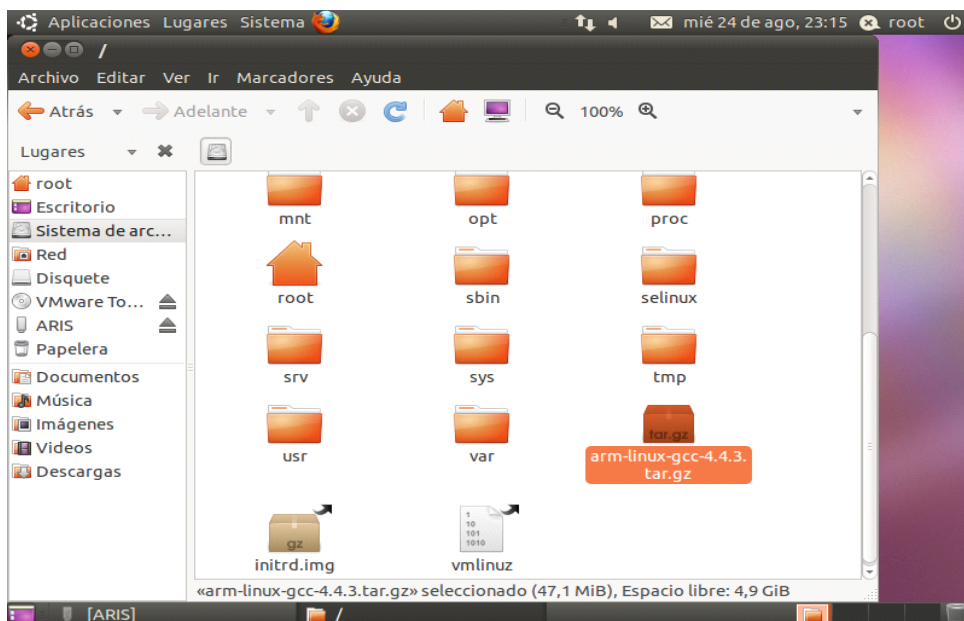 Aplicaciones Lugares Sistema mié 24 de ago, 23:15 root
/
Archivo Editar Ver Ir Marcadores Ayuda
Atrás Adelante 100%
Lugares
root
Escritorio
Sistema de arc...
Red
Disquete
VMware To...
ARIS
Papelera
Documentos
Música
Imágenes
Videos
Descargas
mnt opt proc
root sbin selinux
srv sys tmp
tar.gz
usr var arm-linux-gcc-4.4.3.
tar.gz
1
10
101
1010
gz
initrd.img vmlinuz
«arm-linux-gcc-4.4.3.tar.gz» seleccionado (47,1 MiB), Espacio libre: 4,9 GiB
[ARIS] /